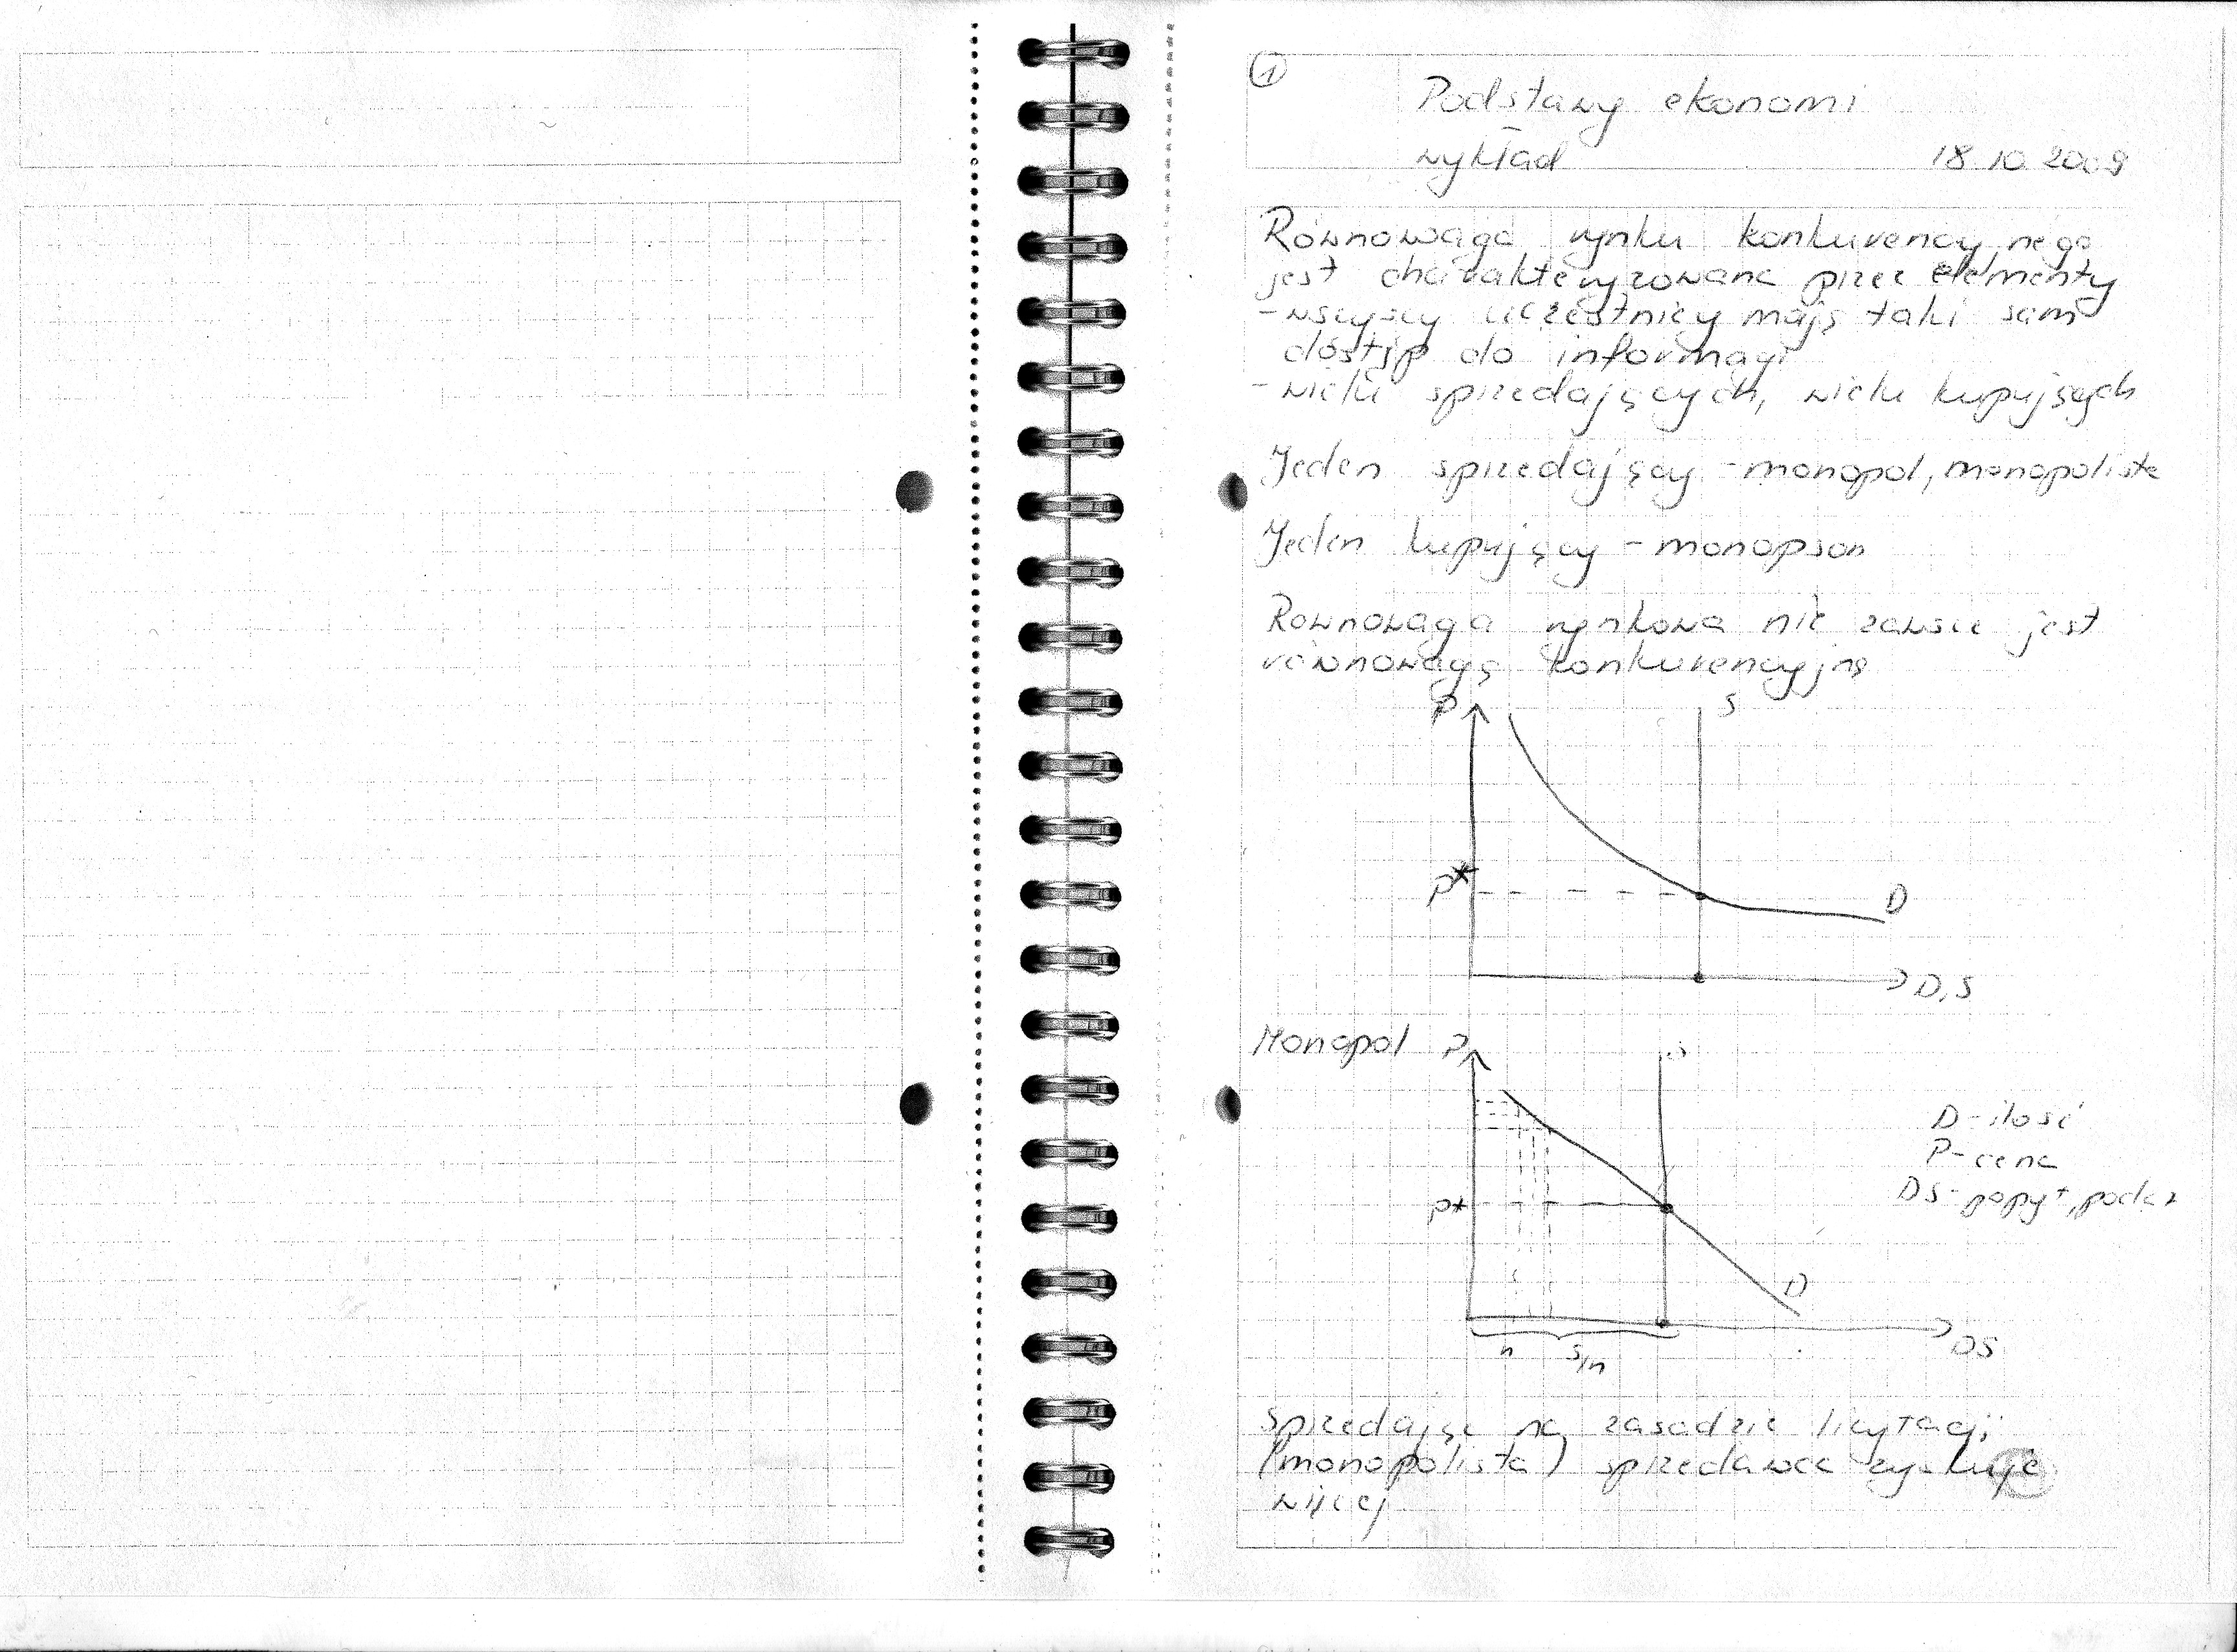 1
Podstawy ekonomi
wykład 18.10.2009
Równowaga rynku konkurencyjnego
jest charakteryzowana przez elementy
- wszyscy uczestnicy mają taki sam
dostęp do informacji
- wielu sprzedających, wielu kupujących
Jeden sprzedający - monopol, monopolista
Jeden kupujący - monopson
Równowaga rynkowa nie zawsze jest
równowagą konkurencyjną
P S
P*
D
D, S
Monopol P S
D - ilość
P - cena
DS - popyt, podaż
P*
D
n S/n DS
Sprzedając na zasadzie licytacji
(monopolista) sprzedawca zyskuje
więcej